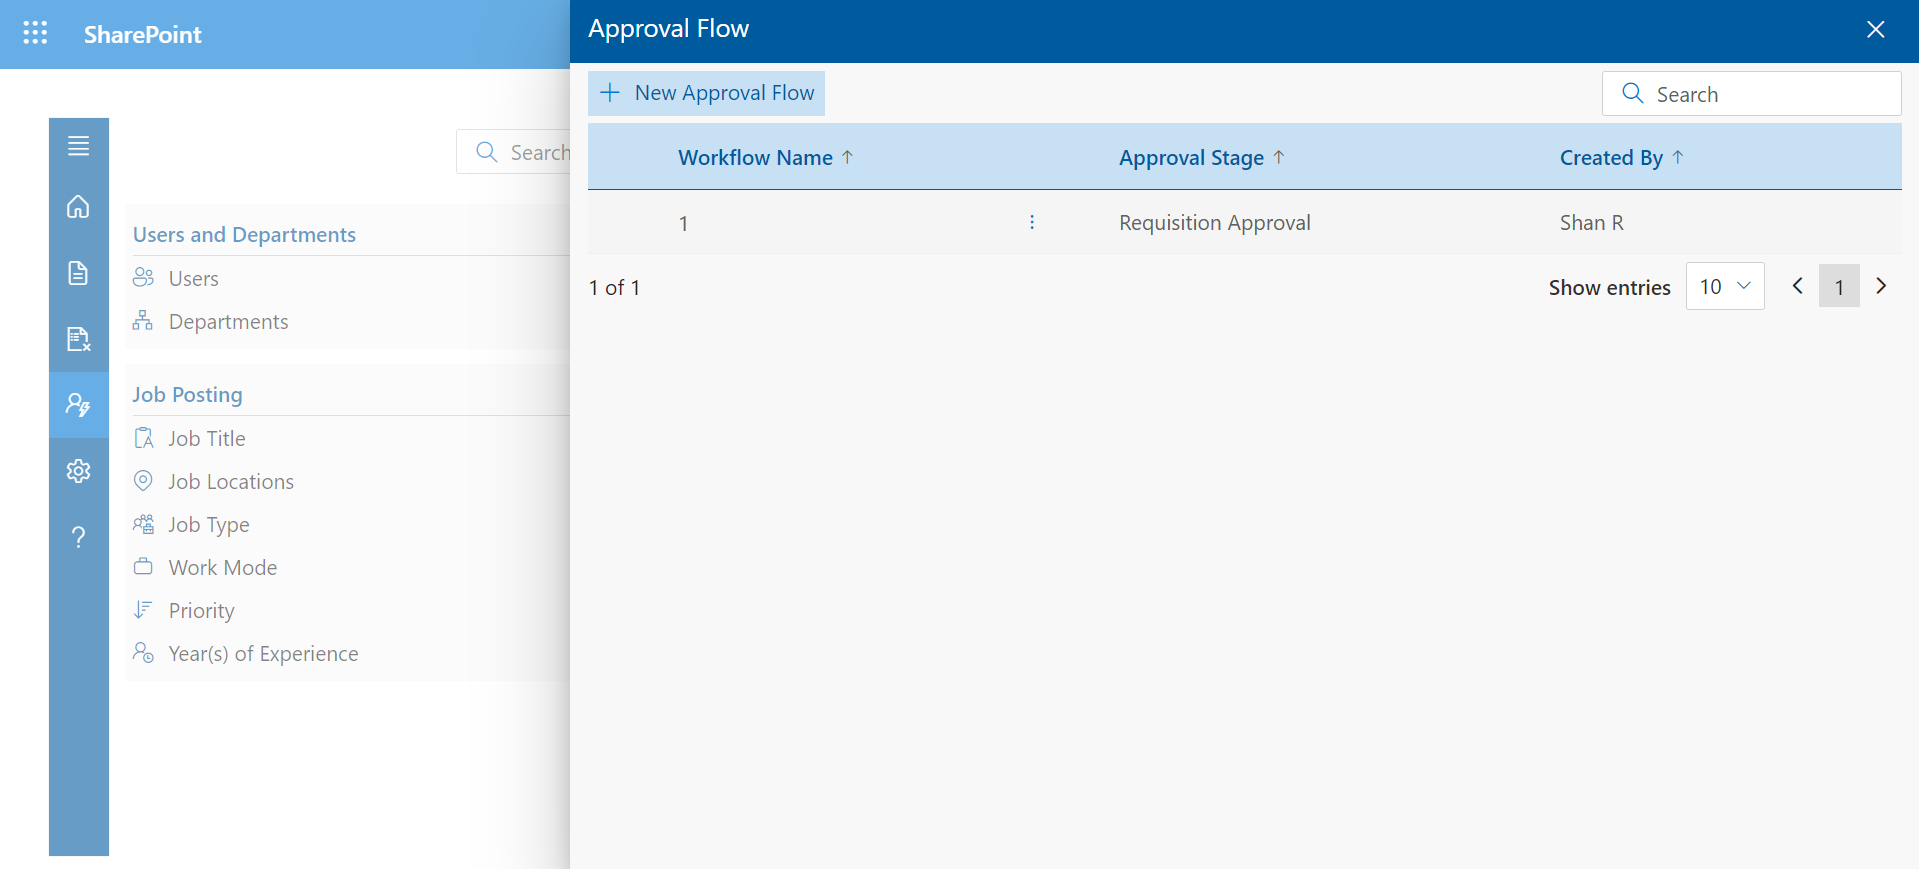 SharePoint
Search
Users and Departments
Users
Departments
Job Posting
Job Title
Job Locations
Job Type
Work Mode
Priority
Year(s) of Experience
Approval Flow
New Approval Flow
Search
Workflow Name Approval Stage Created By
1 Requisition Approval Shan R
1 of 1 Show entries 10 1